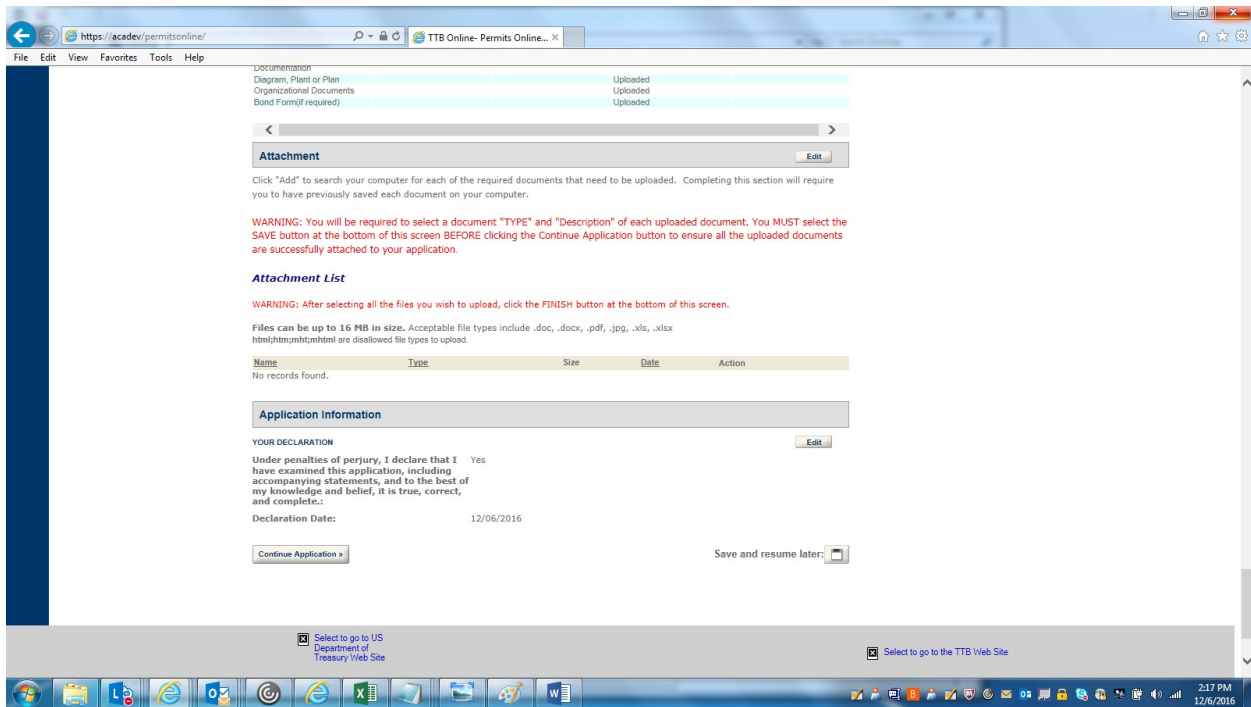 https://acadev/permitsonline/
TTB Online- Permits Online...
File Edit View Favorites Tools Help
Documentation
Diagram, Plant or Plan Uploaded
Organizational Documents Uploaded
Bond Form(if required) Uploaded
Attachment Edit
Click "Add" to search your computer for each of the required documents that need to be uploaded. Completing this section will require
you to have previously saved each document on your computer.
WARNING: You will be required to select a document "TYPE" and "Description" of each uploaded document. You MUST select the
SAVE button at the bottom of this screen BEFORE clicking the Continue Application button to ensure all the uploaded documents
are successfully attached to your application.
Attachment List
WARNING: After selecting all the files you wish to upload, click the FINISH button at the bottom of this screen.
Files can be up to 16 MB in size. Acceptable file types include .doc, .docx, .pdf, .jpg, .xls, .xlsx
html;htm;mht;mhtml are disallowed file types to upload.
Name Type Size Date Action
No records found.
Application Information
YOUR DECLARATION Edit
Under penalties of perjury, I declare that I Yes
have examined this application, including
accompanying statements, and to the best of
my knowledge and belief, it is true, correct,
and complete.:
Declaration Date: 12/06/2016
Continue Application » Save and resume later:
Select to go to US
Department of
Treasury Web Site
Select to go to the TTB Web Site
2:17 PM
12/6/2016